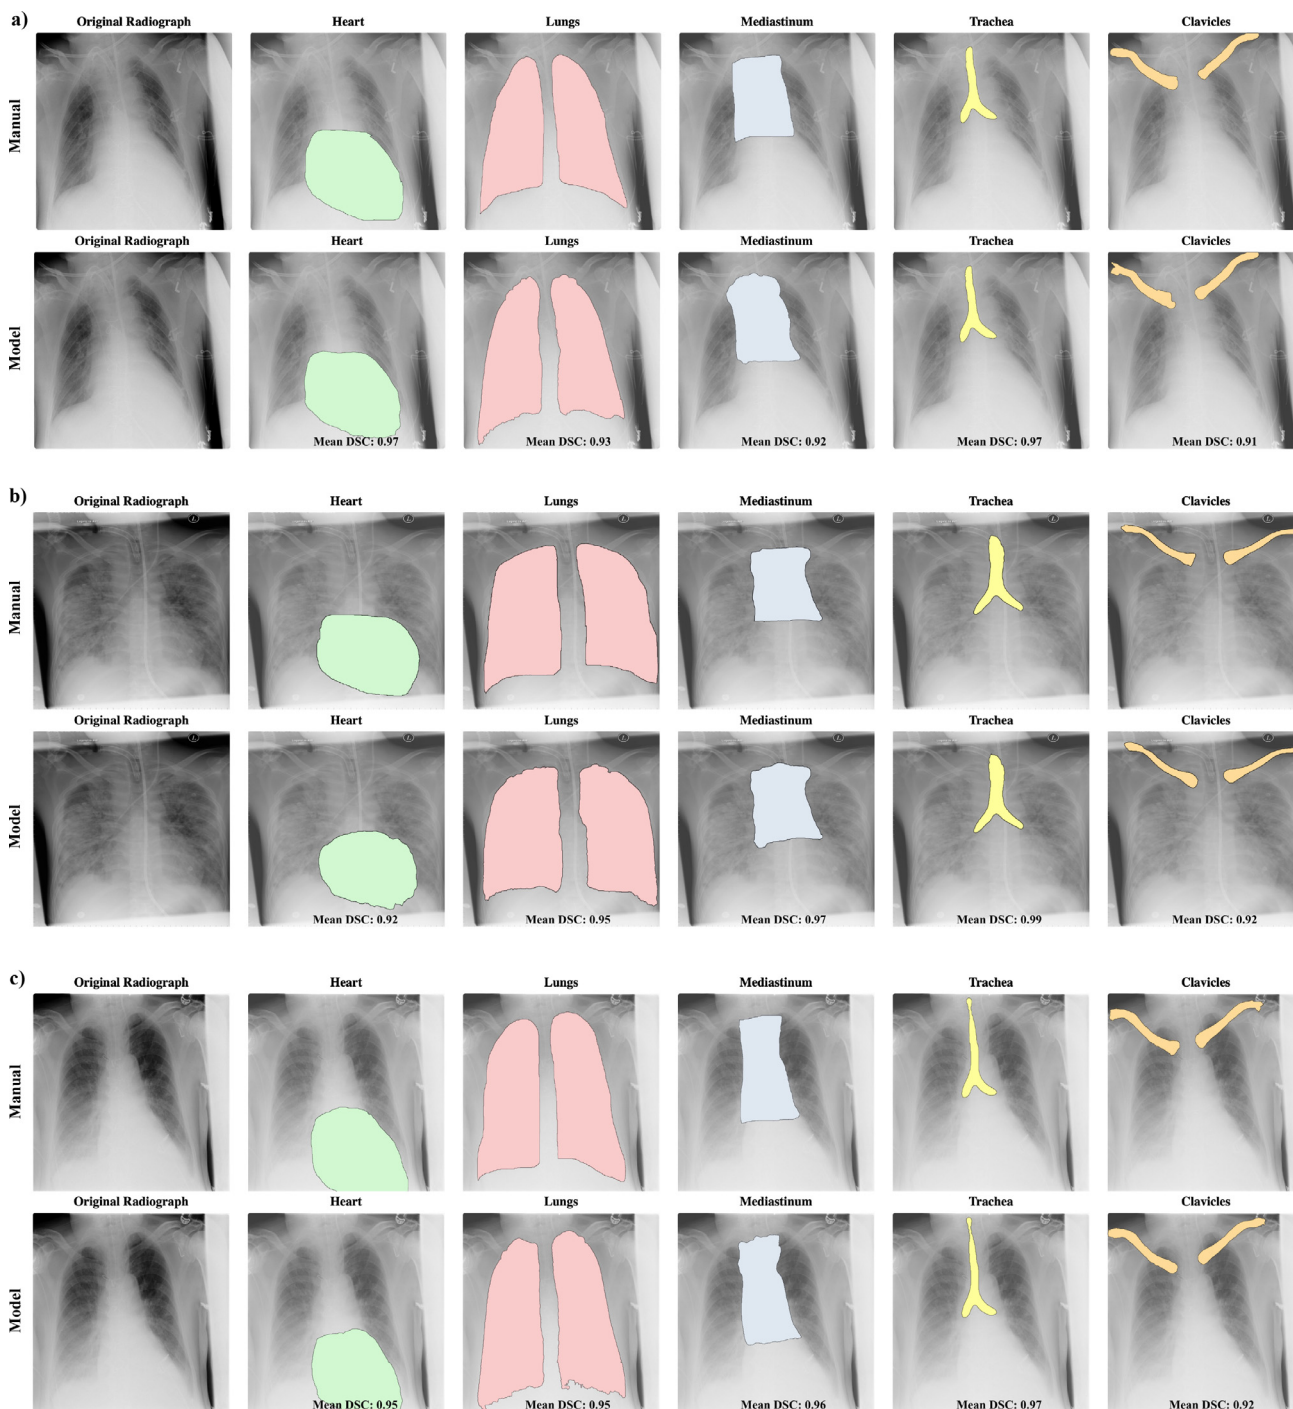 a)
Original Radiograph Heart Lungs Mediastinum Trachea Clavicles
Manual
Original Radiograph Heart Lungs Mediastinum Trachea Clavicles
Model
Mean DSC: 0.97 Mean DSC: 0.93 Mean DSC: 0.92 Mean DSC: 0.97 Mean DSC: 0.91
b)
Original Radiograph Heart Lungs Mediastinum Trachea Clavicles
Manual
Original Radiograph Heart Lungs Mediastinum Trachea Clavicles
Model
Mean DSC: 0.92 Mean DSC: 0.95 Mean DSC: 0.97 Mean DSC: 0.99 Mean DSC: 0.92
c)
Original Radiograph Heart Lungs Mediastinum Trachea Clavicles
Manual
Original Radiograph Heart Lungs Mediastinum Trachea Clavicles
Model
Mean DSC: 0.95 Mean DSC: 0.95 Mean DSC: 0.96 Mean DSC: 0.97 Mean DSC: 0.92